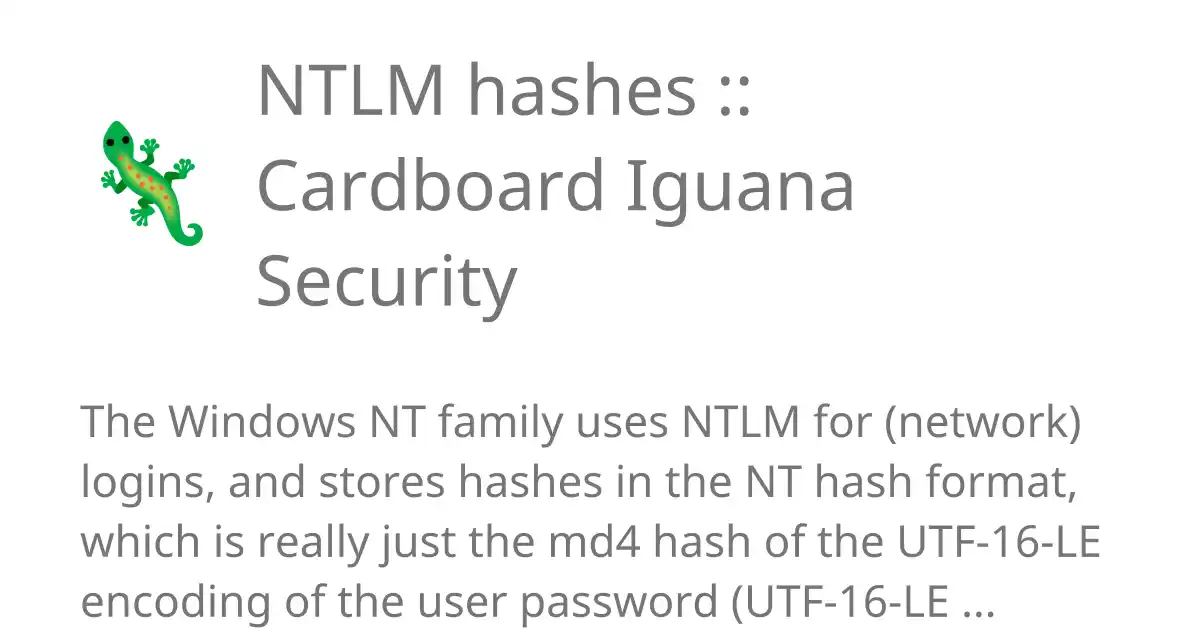 NTLM hashes ::
Cardboard Iguana
Security
The Windows NT family uses NTLM for (network)
logins, and stores hashes in the NT hash format,
which is really just the md4 hash of the UTF-16-LE
encoding of the user password (UTF-16-LE ...